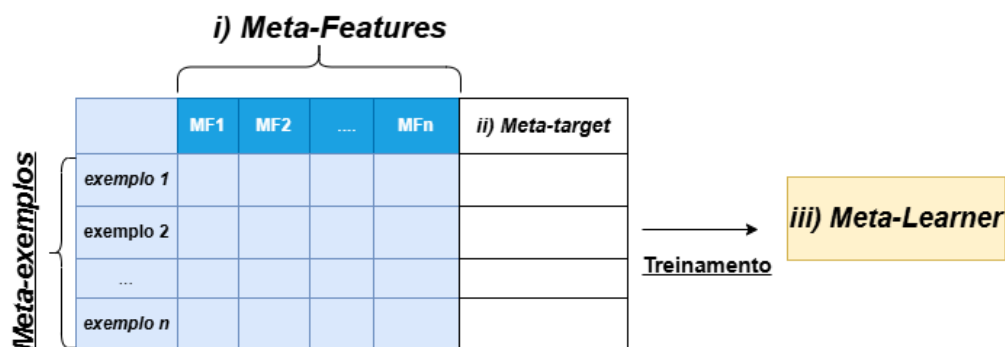 i) Meta-Features
MF1 MF2 .... MFn ii) Meta-target
Meta-exemplos
exemplo 1
exemplo 2
...
exemplo n
Treinamento
iii) Meta-Learner